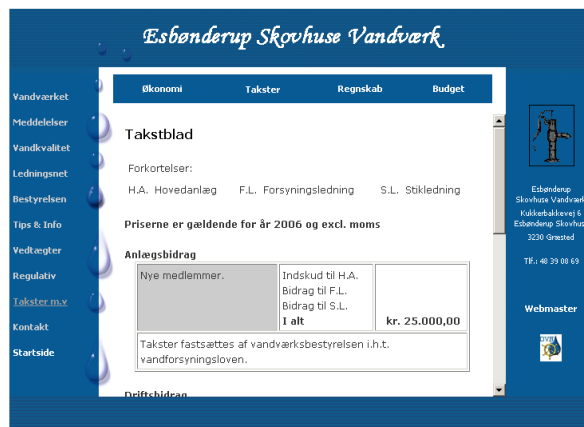 Esbønderup Skovhuse Vandværk
Økonomi Takster Regnskab Budget
Vandværket
Meddelelser
Vandkvalitet
Ledningsnet
Bestyrelsen
Tips & Info
Vedtægter
Regulativ
Takster m.v
Kontakt
Startside
Takstblad
Forkortelser:
H.A. Hovedanlæg F.L. Forsyningsledning S.L. Stikledning
Priserne er gældende for år 2006 og excl. moms
Anlægsbidrag
Nye medlemmer. Indskud til H.A.
Bidrag til F.L.
Bidrag til S.L.
I alt kr. 25.000,00
Takster fastsættes af vandværksbestyrelsen i.h.t.
vandforsyningsloven.
Driftsbidrag
Esbønderup
Skovhuse Vandværk
Kukkerbakkevej 6
Esbønderup Skovhus
3230 Græsted
Tlf.: 48 39 08 69
Webmaster